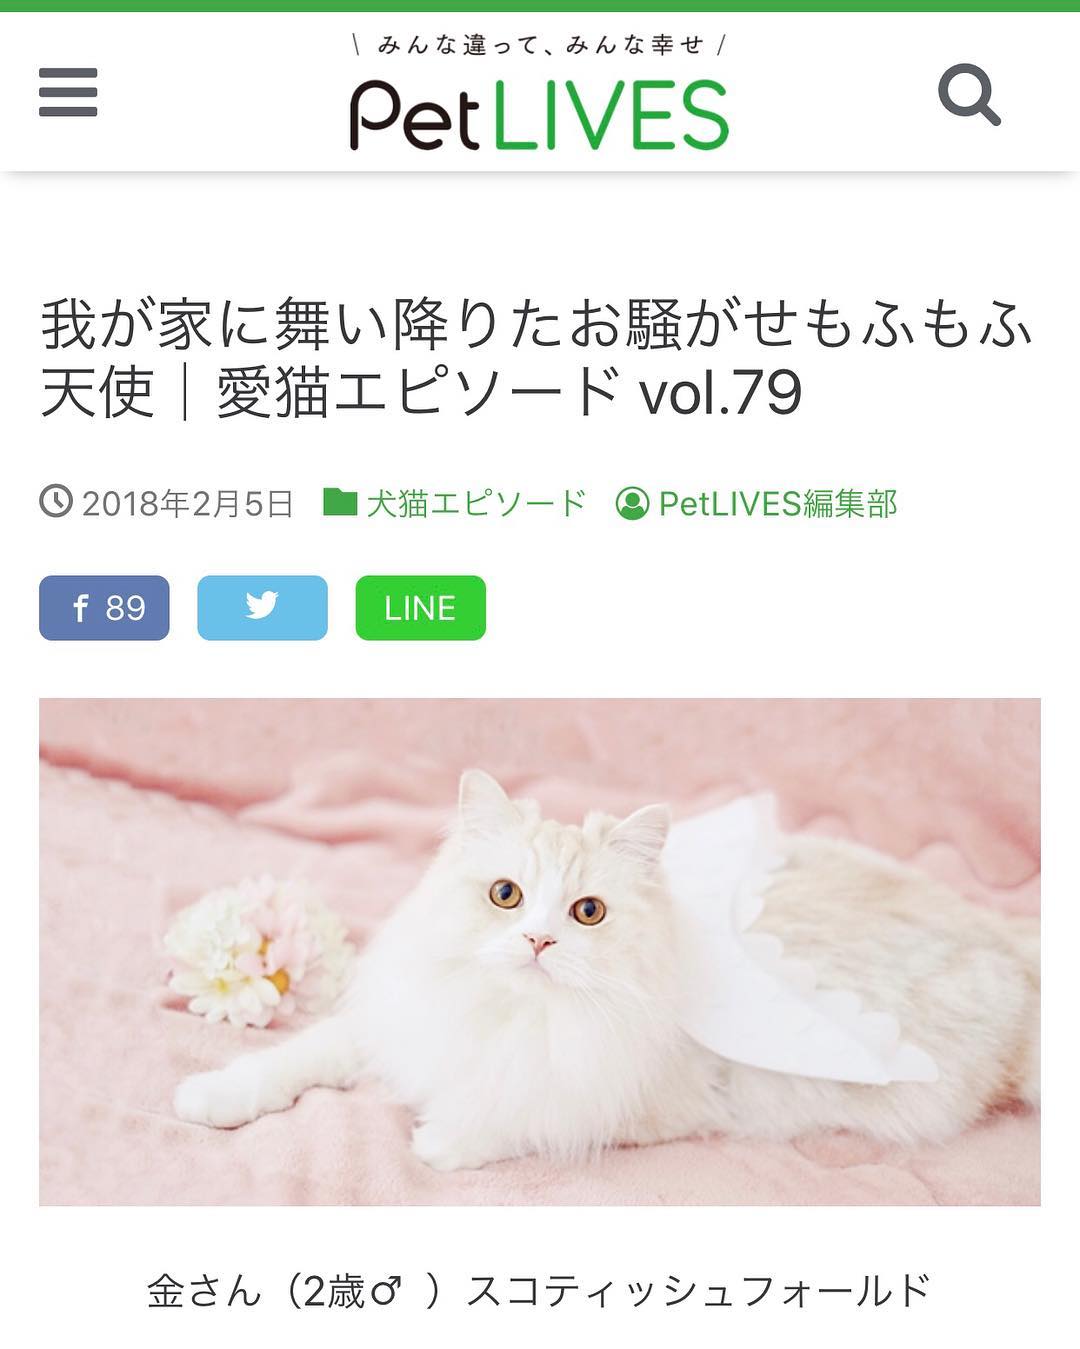 \ みんな違って、みんな幸せ /
PetLIVES
我が家に舞い降りたお騒がせもふもふ
天使｜愛猫エピソード vol.79
2018年2月5日 犬猫エピソード PetLIVES編集部
f 89 LINE
金さん（2歳♂ ）スコティッシュフォールド